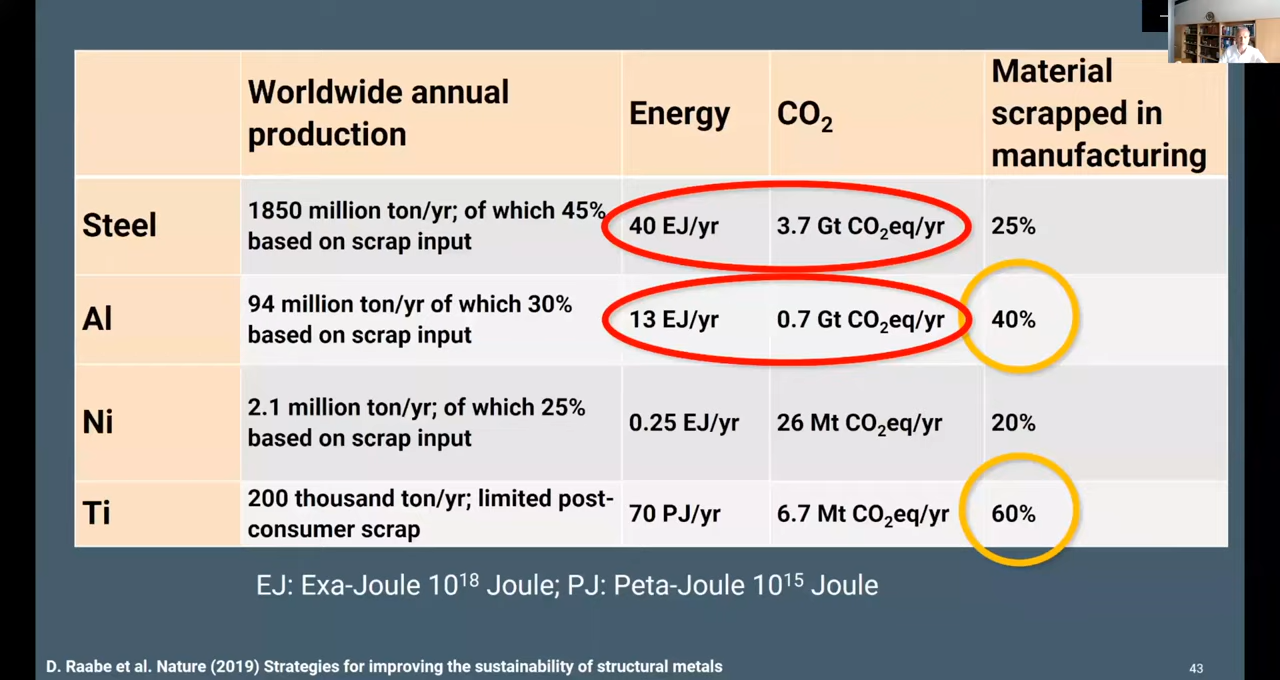 Worldwide annual
production
Energy
CO₂
Material
scrapped in
manufacturing
Steel
1850 million ton/yr; of which 45%
based on scrap input
40 EJ/yr
3.7 Gt CO₂eq/yr
25%
Al
94 million ton/yr of which 30%
based on scrap input
13 EJ/yr
0.7 Gt CO₂eq/yr
40%
Ni
2.1 million ton/yr; of which 25%
based on scrap input
0.25 EJ/yr
26 Mt CO₂eq/yr
20%
Ti
200 thousand ton/yr; limited post-
consumer scrap
70 PJ/yr
6.7 Mt CO₂eq/yr
60%
EJ: Exa-Joule 10¹⁸ Joule; PJ: Peta-Joule 10¹⁵ Joule
D. Raabe et al. Nature (2019) Strategies for improving the sustainability of structural metals
43